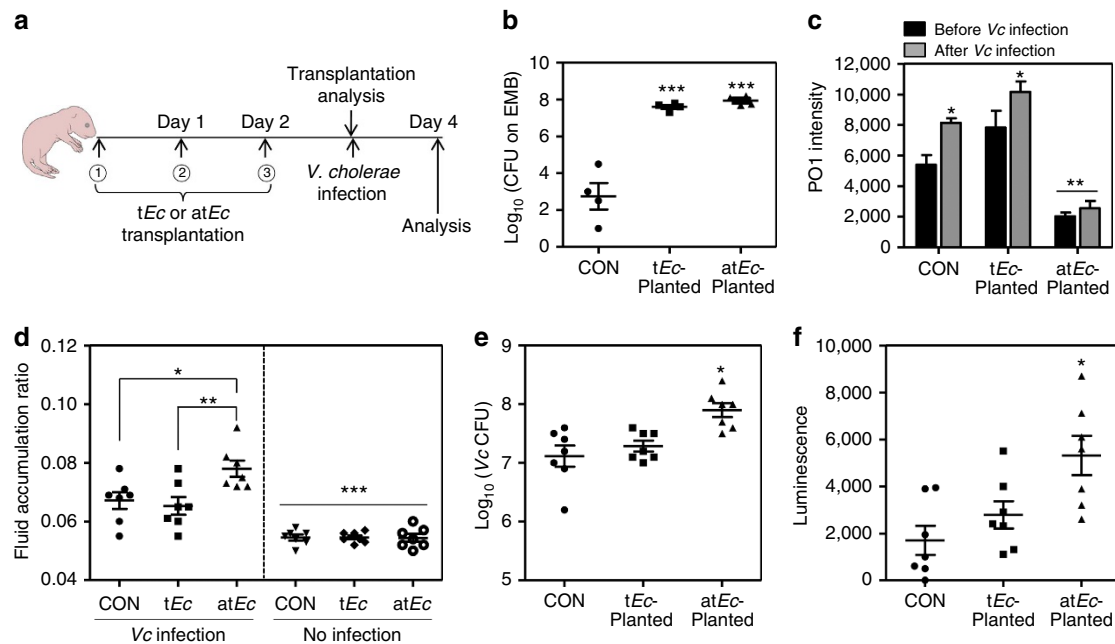 a
Transplantation
analysis
Day 1
Day 2
Day 4
1
2
3
V. cholerae
infection
tEc or atEc
transplantation
Analysis
b
***
***
10
8
6
4
2
0
Log10 (CFU on EMB)
CON
tEc-
Planted
atEc-
Planted
c
Before Vc infection
After Vc infection
12,000
10,000
8,000
6,000
4,000
2,000
0
PO1 intensity
*
*
**
CON
tEc-
Planted
atEc-
Planted
d
0.12
0.10
0.08
0.06
0.04
Fluid accumulation ratio
*
**
***
CON
tEc
atEc
CON
tEc
atEc
Vc infection
No infection
e
9
8
7
6
5
Log10 (Vc CFU)
*
CON
tEc-
Planted
atEc-
Planted
f
10,000
8,000
6,000
4,000
2,000
0
Luminescence
*
CON
tEc-
Planted
atEc-
Planted